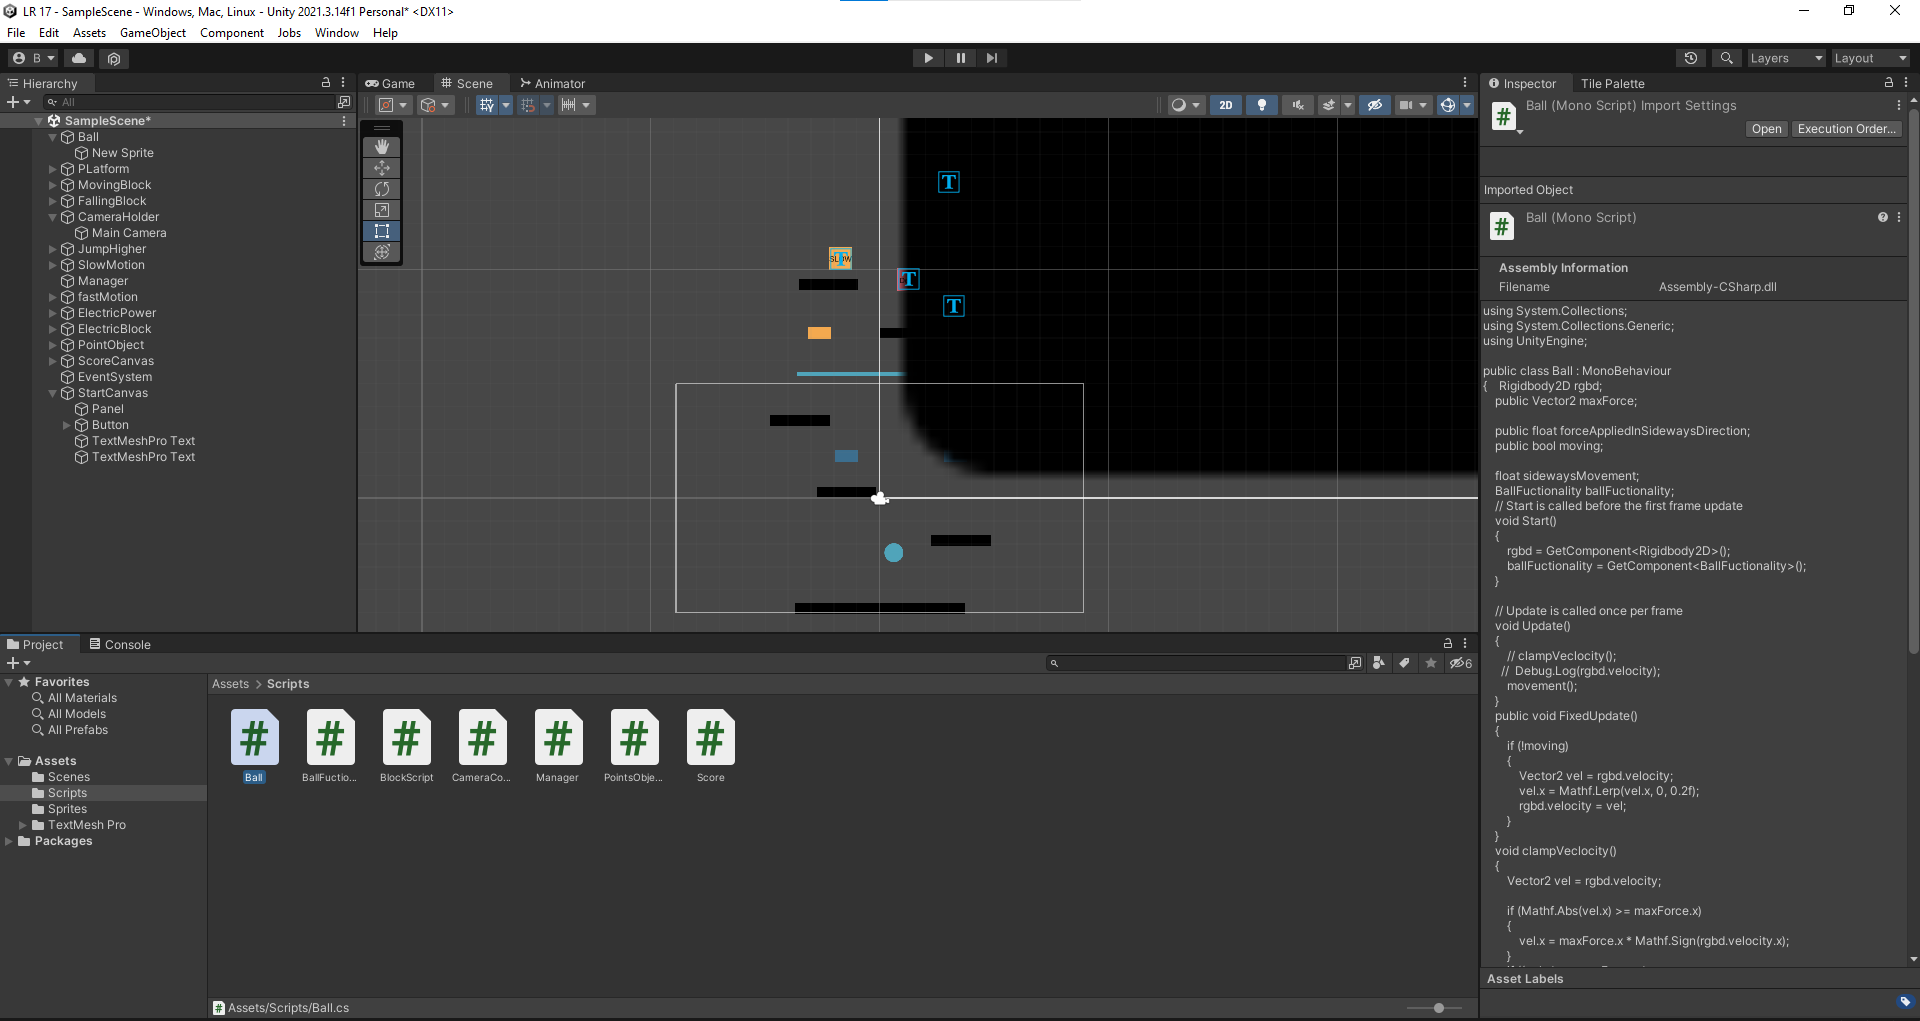 LR 17 - SampleScene - Windows, Mac, Linux - Unity 2021.3.14f1 Personal* <DX11>
File Edit Assets GameObject Component Jobs Window Help
B
Layers
Layout
Hierarchy
All
SampleScene*
Ball
New Sprite
PLatform
MovingBlock
FallingBlock
CameraHolder
Main Camera
JumpHigher
SlowMotion
Manager
fastMotion
ElectricPower
ElectricBlock
PointObject
ScoreCanvas
EventSystem
StartCanvas
Panel
Button
TextMeshPro Text
TextMeshPro Text
Game Scene Animator
2D
T
T
T
T
Inspector Tile Palette
Ball (Mono Script) Import Settings
Open Execution Order...
Imported Object
Ball (Mono Script)
Assembly Information
Filename Assembly-CSharp.dll
using System.Collections;
using System.Collections.Generic;
using UnityEngine;
public class Ball : MonoBehaviour
{ Rigidbody2D rgbd;
public Vector2 maxForce;
public float forceAppliedInSidewaysDirection;
public bool moving;
float sidewaysMovement;
BallFuctionality ballFuctionality;
// Start is called before the first frame update
void Start()
{
rgbd = GetComponent<Rigidbody2D>();
ballFuctionality = GetComponent<BallFuctionality>();
}
// Update is called once per frame
void Update()
{
// clampVeclocity();
// Debug.Log(rgbd.velocity);
movement();
}
public void FixedUpdate()
{
if (!moving)
{
Vector2 vel = rgbd.velocity;
vel.x = Mathf.Lerp(vel.x, 0, 0.2f);
rgbd.velocity = vel;
}
}
void clampVeclocity()
{
Vector2 vel = rgbd.velocity;
if (Mathf.Abs(vel.x) >= maxForce.x)
{
vel.x = maxForce.x * Mathf.Sign(rgbd.velocity.x);
}
Asset Labels
Project Console
6
Favorites
All Materials
All Models
All Prefabs
Assets
Scenes
Scripts
Sprites
TextMesh Pro
Packages
Assets > Scripts
Ball BallFuctio... BlockScript CameraCo... Manager PointsObje... Score
Assets/Scripts/Ball.cs